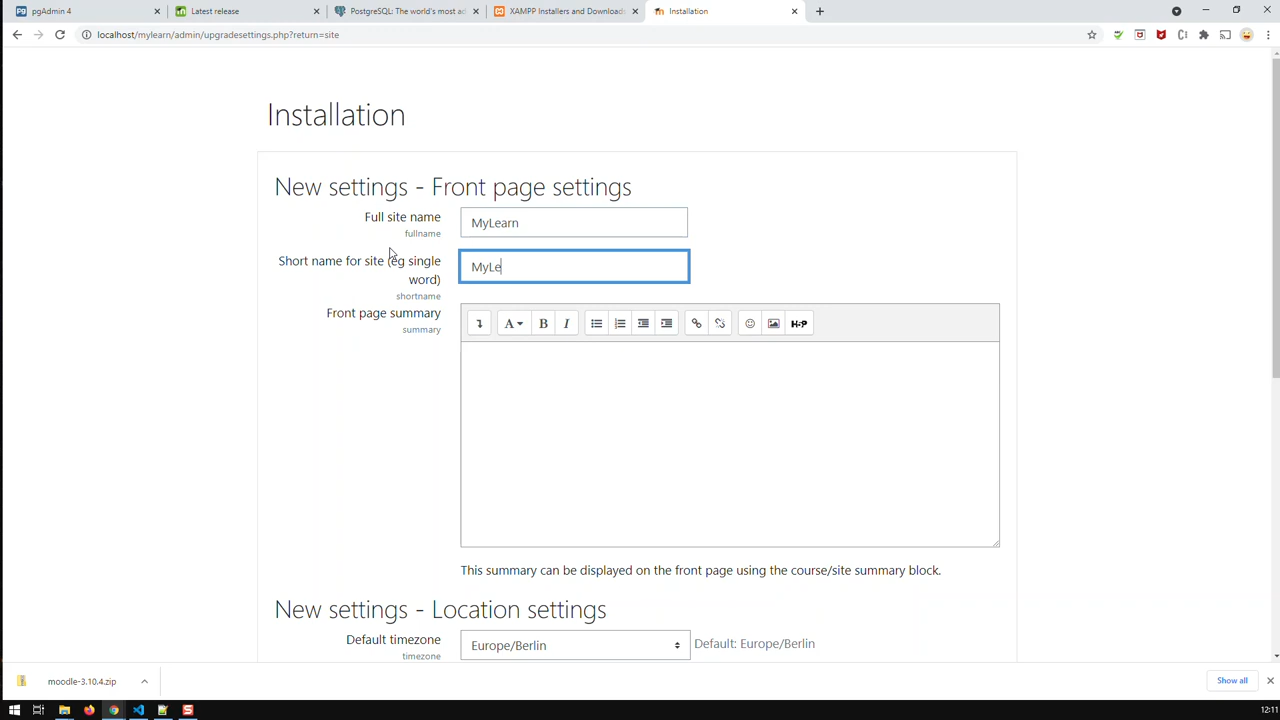 pgAdmin 4
Latest release
PostgreSQL: The world's most ad
XAMPP Installers and Downloads
Installation
localhost/mylearn/admin/upgradesettings.php?return=site
Installation
New settings - Front page settings
Full site name
fullname
MyLearn
Short name for site (eg single
word)
shortname
MyLe
Front page summary
summary
A
B
I
H-P
This summary can be displayed on the front page using the course/site summary block.
New settings - Location settings
Default timezone
timezone
Europe/Berlin
Default: Europe/Berlin
moodle-3.10.4.zip
Show all
12:11